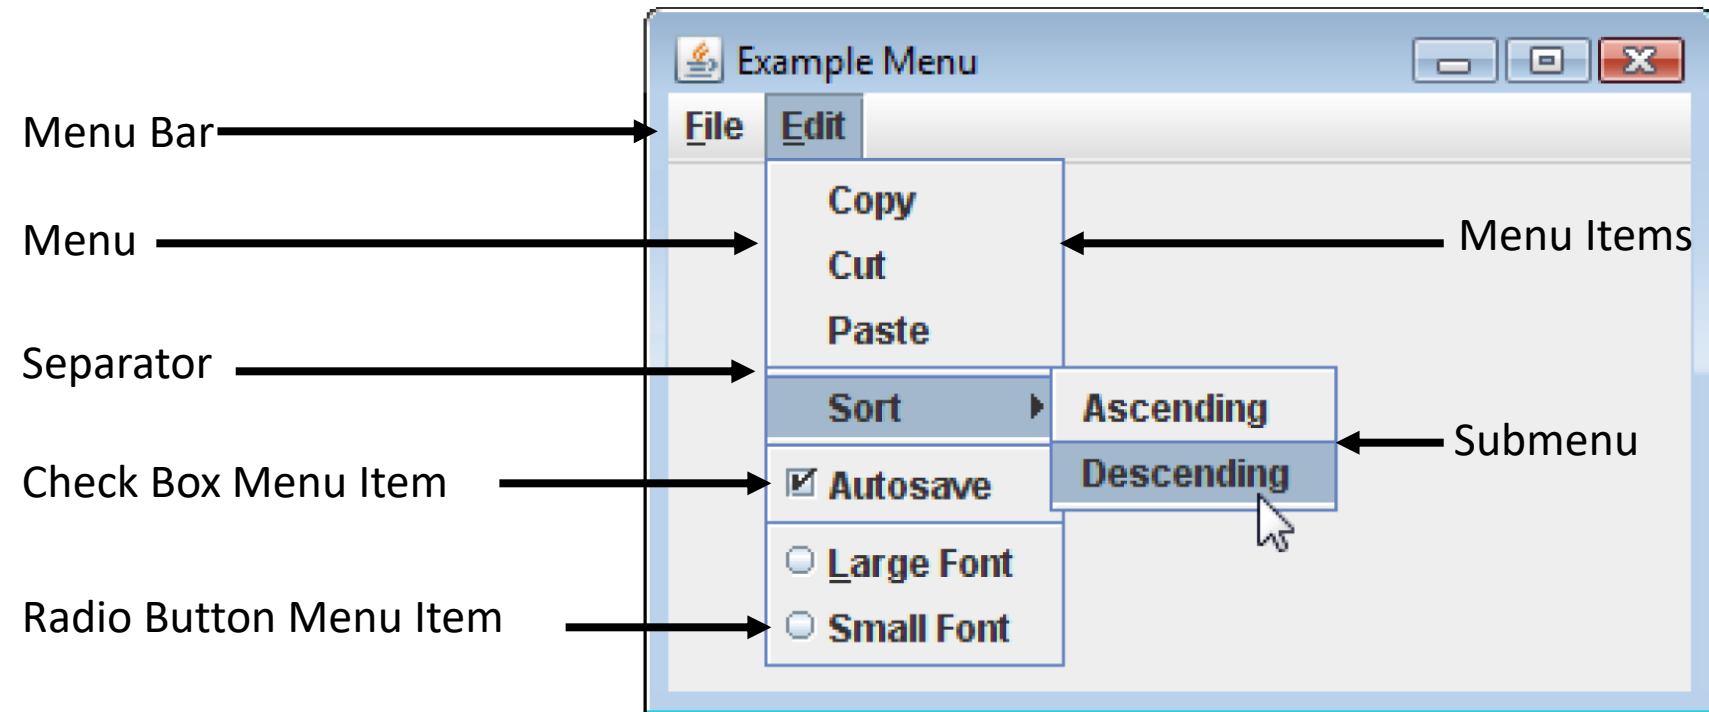 Example Menu
Menu Bar
File Edit
Copy
Menu
Menu Items
Cut
Paste
Separator
Sort
Ascending
Submenu
Descending
Check Box Menu Item
Autosave
Large Font
Radio Button Menu Item
Small Font